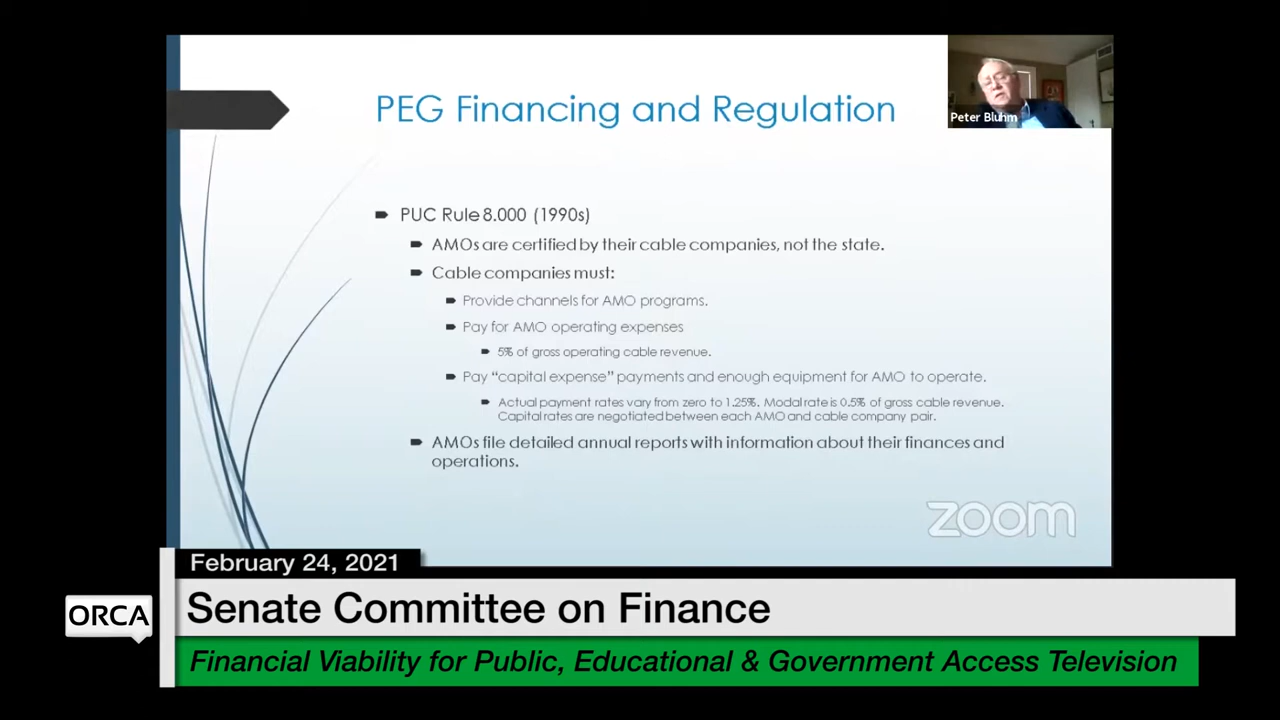 PEG Financing and Regulation
Peter Bluhm
PUC Rule 8.000 (1990s)
AMOs are certified by their cable companies, not the state.
Cable companies must:
Provide channels for AMO programs.
Pay for AMO operating expenses
5% of gross operating cable revenue.
Pay “capital expense” payments and enough equipment for AMO to operate.
Actual payment rates vary from zero to 1.25%. Modal rate is 0.5% of gross cable revenue.
Capital rates are negotiated between each AMO and cable company pair.
AMOs file detailed annual reports with information about their finances and
operations.
zoom
February 24, 2021
ORCA
Senate Committee on Finance
Financial Viability for Public, Educational & Government Access Television